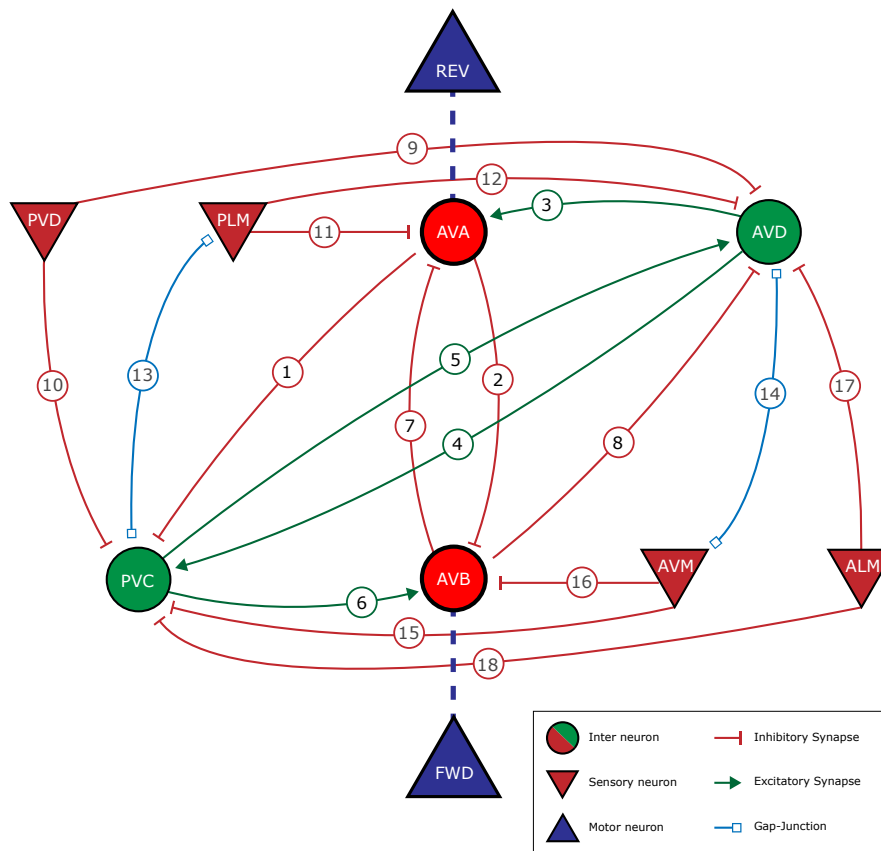 REV
9
12
PVD
PLM
3
11
AVA
AVD
5
1
2
10
13
14
17
7
4
8
PVC
AVB
16
AVM
ALM
6
15
18
FWD
Inter neuron
Inhibitory Synapse
Sensory neuron
Excitatory Synapse
Motor neuron
Gap-Junction